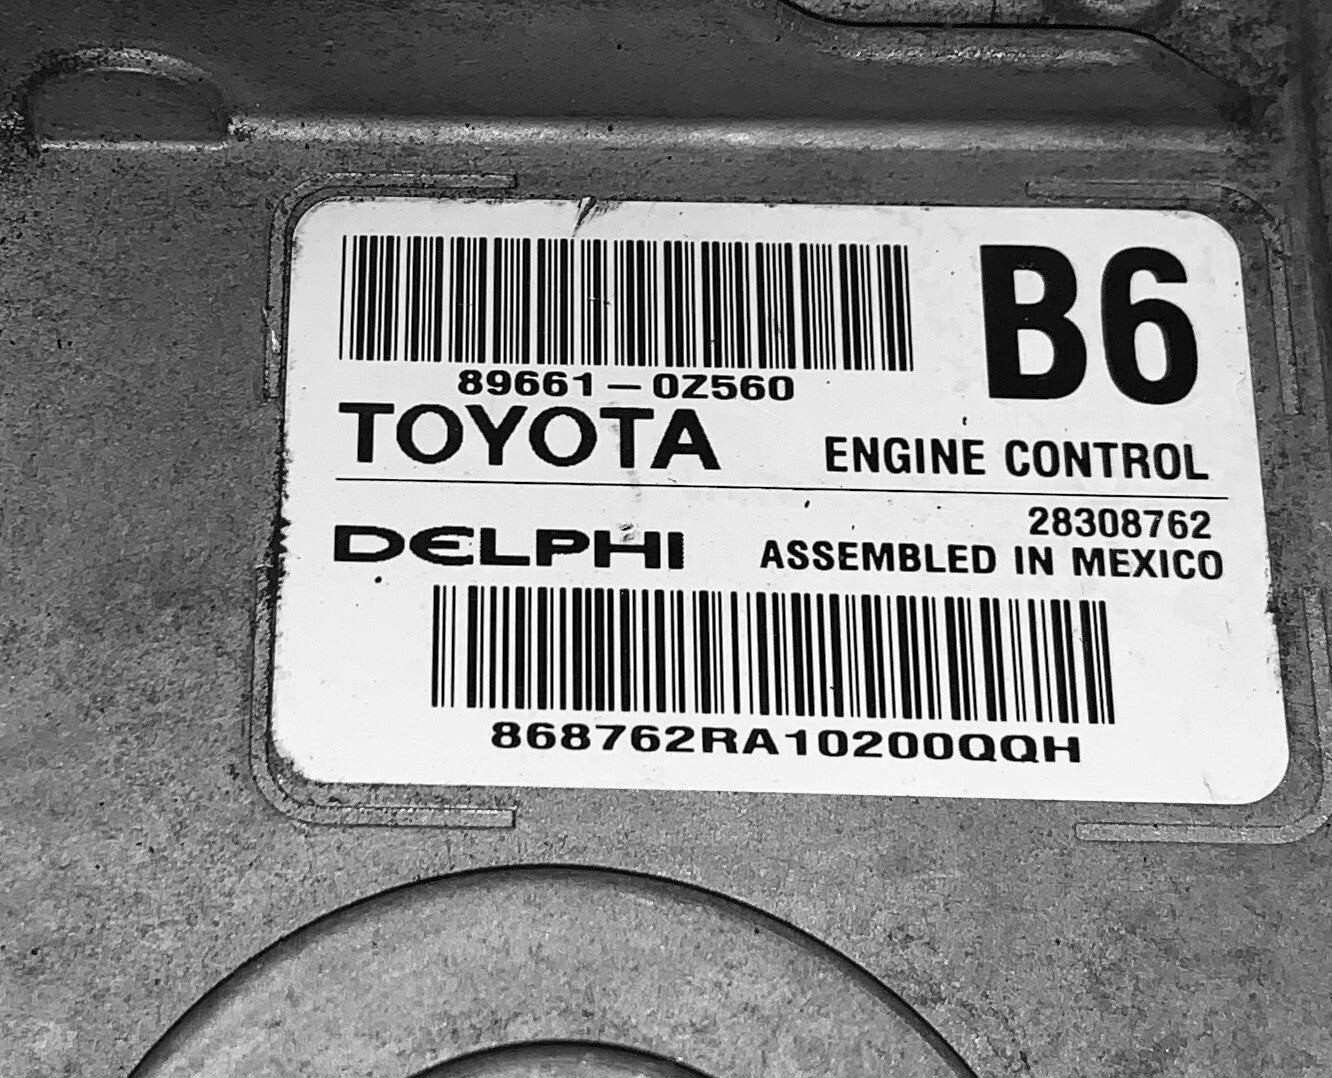 B6
89661-0Z560
TOYOTA ENGINE CONTROL
28308762
DELPHI ASSEMBLED IN MEXICO
868762RA10200QQH